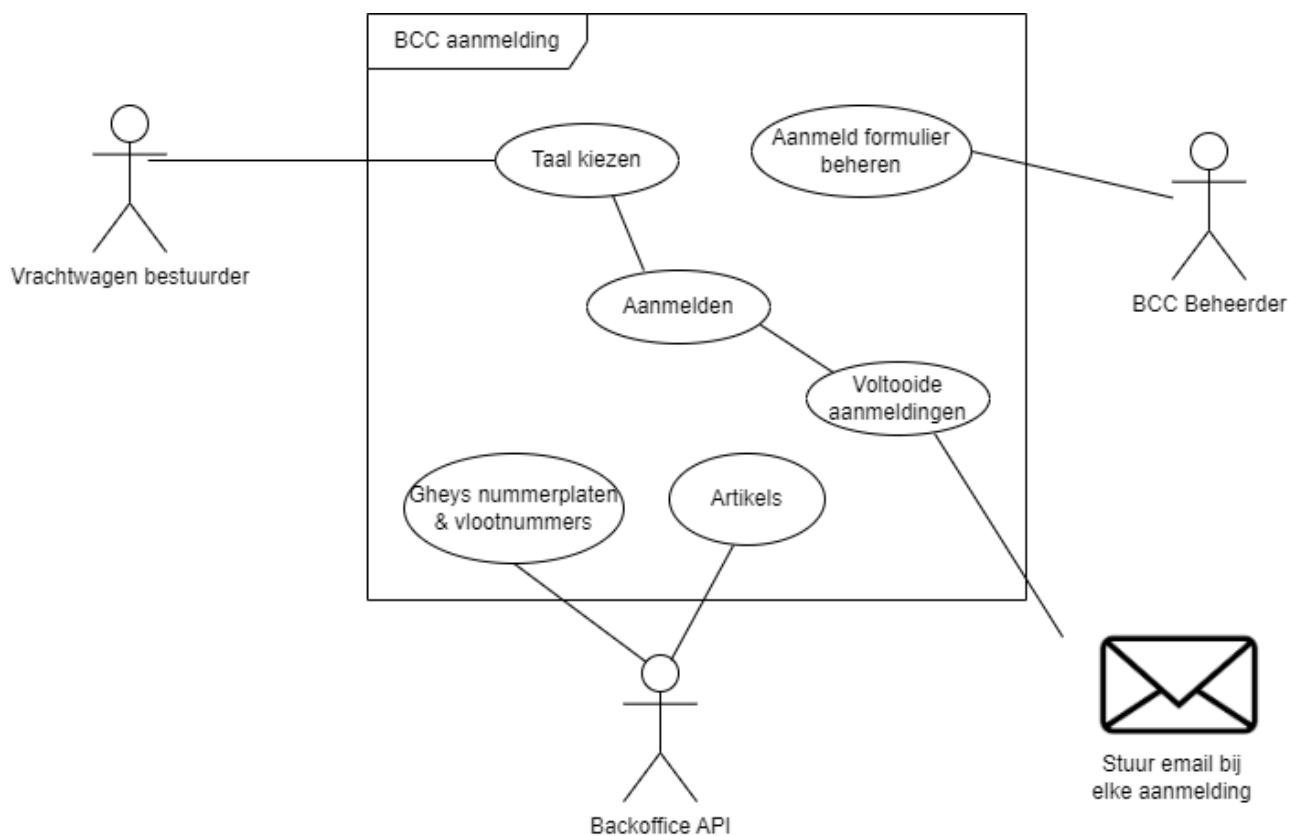 BCC aanmelding
Taal kiezen
Aanmeld formulier
beheren
Vrachtwagen bestuurder
BCC Beheerder
Aanmelden
Voltooide
aanmeldingen
Gheys nummerplaten
& vlootnummers
Artikels
Stuur email bij
elke aanmelding
Backoffice API